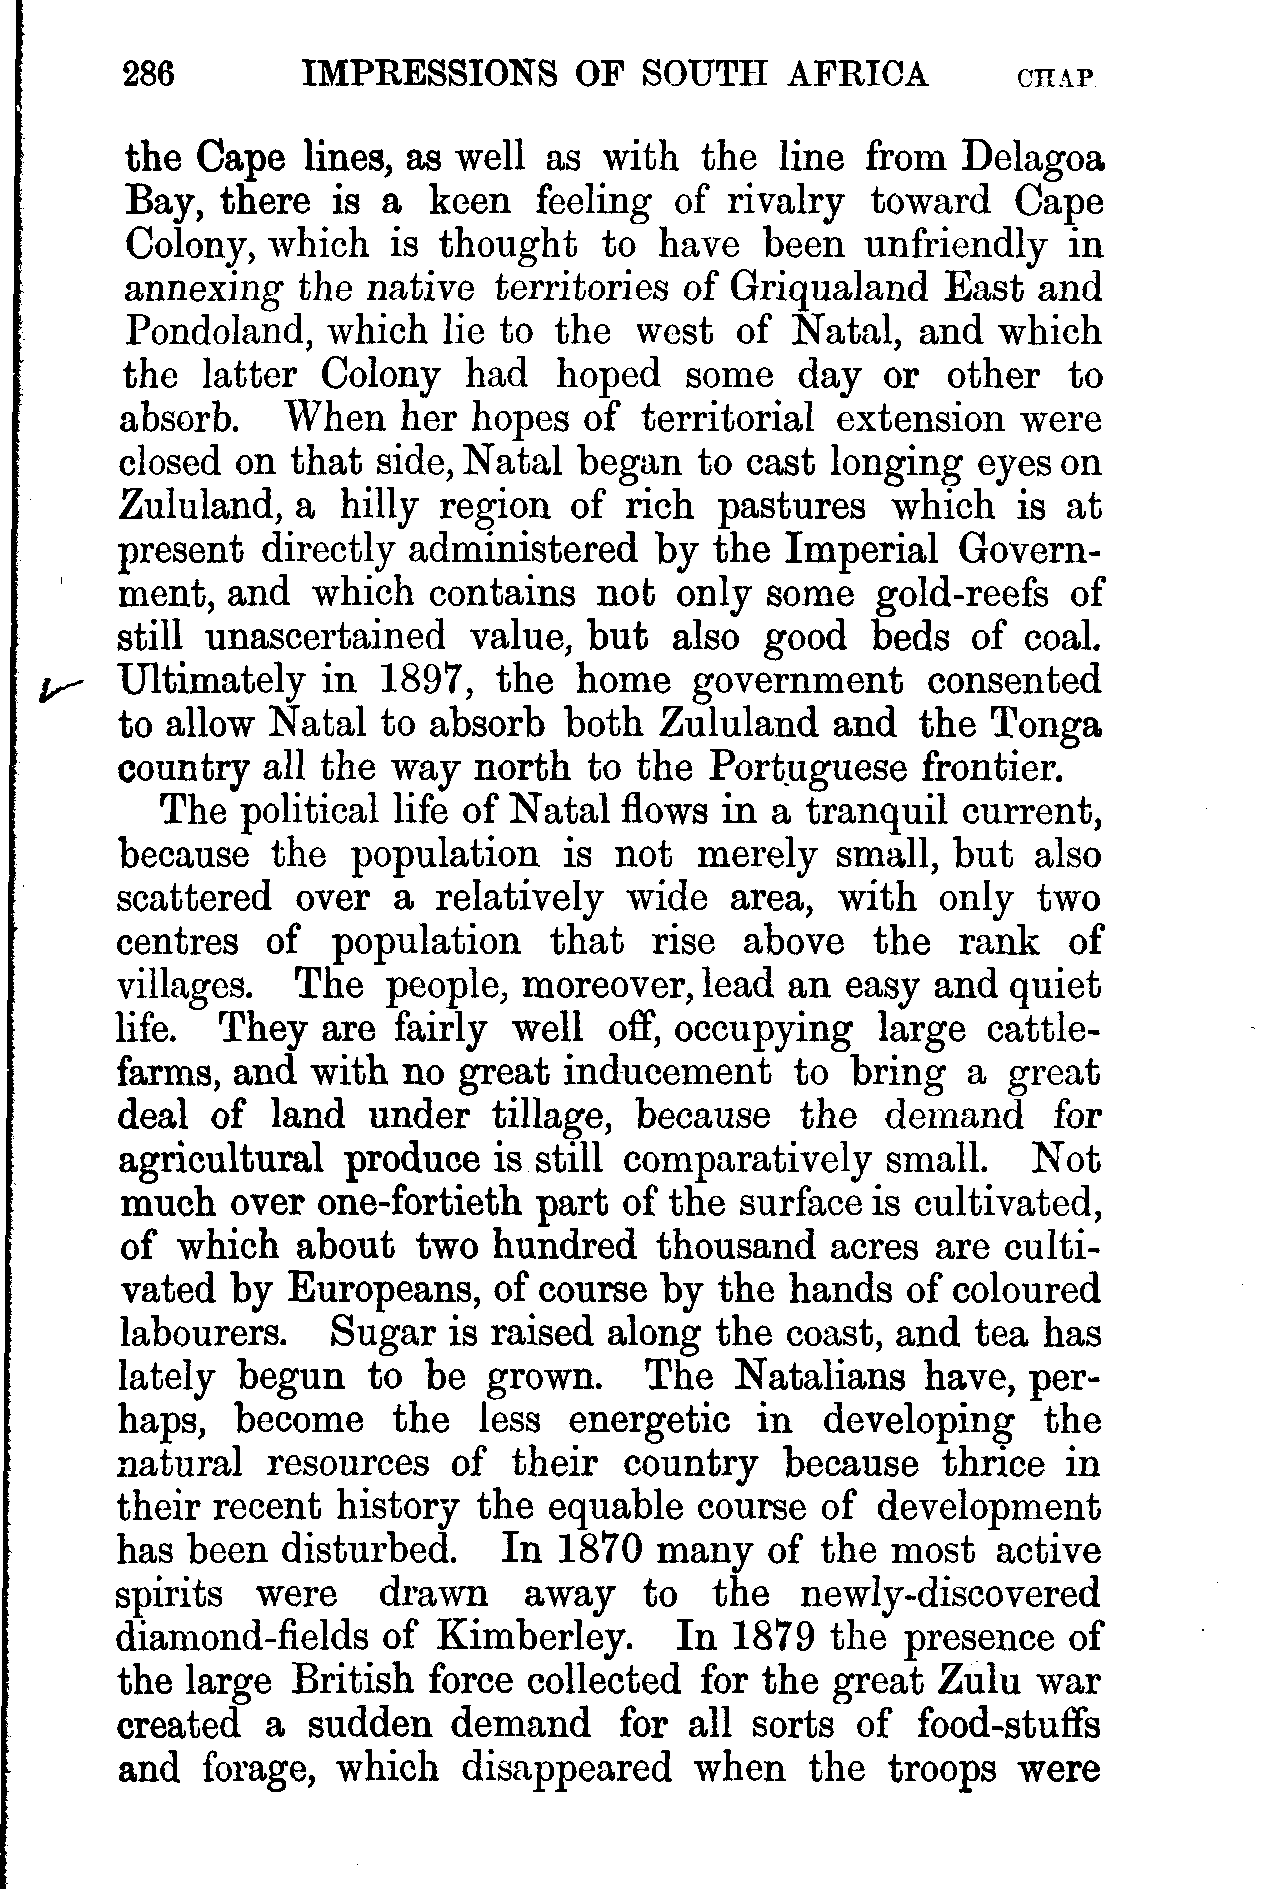 286 IMPRESSIONS OF SOUTH AFRICA CHAP.
the Cape lines, as well as with the line from Delagoa
Bay, there is a keen feeling of rivalry toward Cape
Colony, which is thought to have been unfriendly in
annexing the native territories of Griqualand East and
Pondoland, which lie to the west of Natal, and which
the latter Colony had hoped some day or other to
absorb. When her hopes of territorial extension were
closed on that side, Natal began to cast longing eyes on
Zululand, a hilly region of rich pastures which is at
present directly administered by the Imperial Govern-
ment, and which contains not only some gold-reefs of
still unascertained value, but also good beds of coal.
Ultimately in 1897, the home government consented
to allow Natal to absorb both Zululand and the Tonga
country all the way north to the Portuguese frontier.
The political life of Natal flows in a tranquil current,
because the population is not merely small, but also
scattered over a relatively wide area, with only two
centres of population that rise above the rank of
villages. The people, moreover, lead an easy and quiet
life. They are fairly well off, occupying large cattle-
farms, and with no great inducement to bring a great
deal of land under tillage, because the demand for
agricultural produce is still comparatively small. Not
much over one-fortieth part of the surface is cultivated,
of which about two hundred thousand acres are culti-
vated by Europeans, of course by the hands of coloured
labourers. Sugar is raised along the coast, and tea has
lately begun to be grown. The Natalians have, per-
haps, become the less energetic in developing the
natural resources of their country because thrice in
their recent history the equable course of development
has been disturbed. In 1870 many of the most active
spirits were drawn away to the newly-discovered
diamond-fields of Kimberley. In 1879 the presence of
the large British force collected for the great Zulu war
created a sudden demand for all sorts of food-stuffs
and forage, which disappeared when the troops were